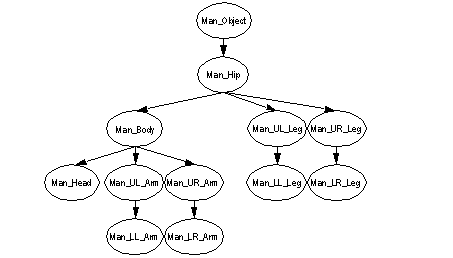 Man_Object
Man_Hip
Man_Body
Man_UL_Leg
Man_UR_Leg
Man_Head
Man_UL_Arm
Man_UR_Arm
Man_LL_Leg
Man_LR_Leg
Man_LL_Arm
Man_LR_Arm